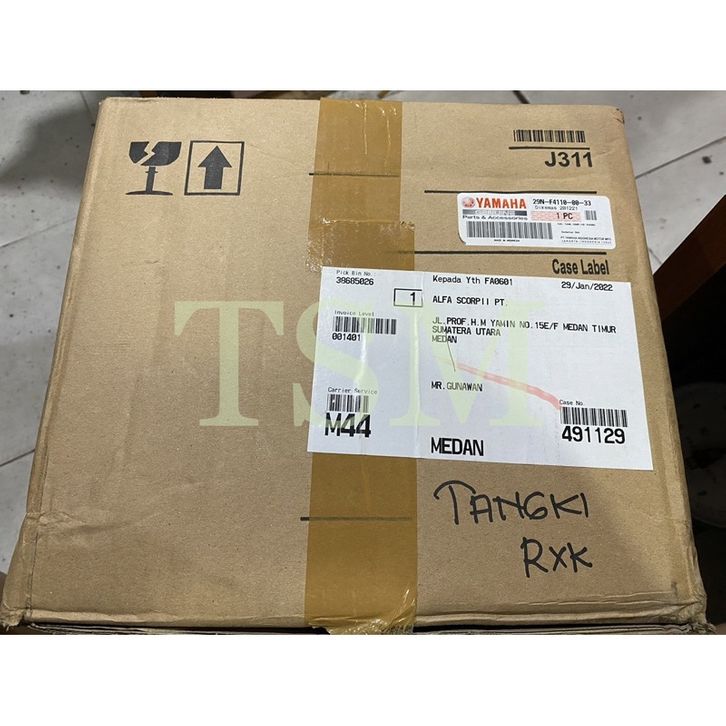 J311
YAMAHA
GENUINE
Parts & Accessories
29N-F4110-00-33
1 PC
MADE IN INDONESIA
Case Label
Pick Bin No.
39685026
1
Kepada Yth FA0601
29/Jan/2022
ALFA SCORPII PT.
Invoice Level
001401
JL.PROF.H.M YAMIN NO.15E/F MEDAN TIMUR
SUMATERA UTARA
MEDAN
Carrier Service
M44
MR.GUNAWAN
MEDAN
Case No.
491129
TSM
TANGKI
RXK